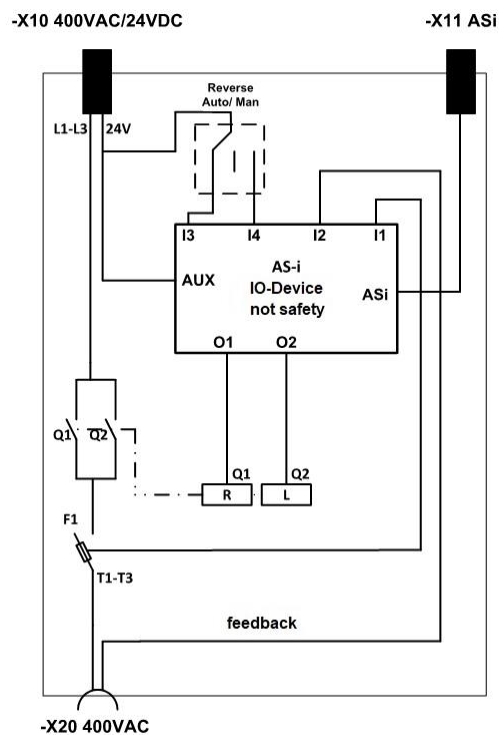 -X10 400VAC/24VDC
-X11 ASi
Reverse
Auto/ Man
L1-L3
24V
I3
I4
I2
I1
AS-i
IO-Device
not safety
AUX
ASi
O1
O2
Q1
Q2
Q1
Q2
R
L
F1
T1-T3
feedback
-X20 400VAC